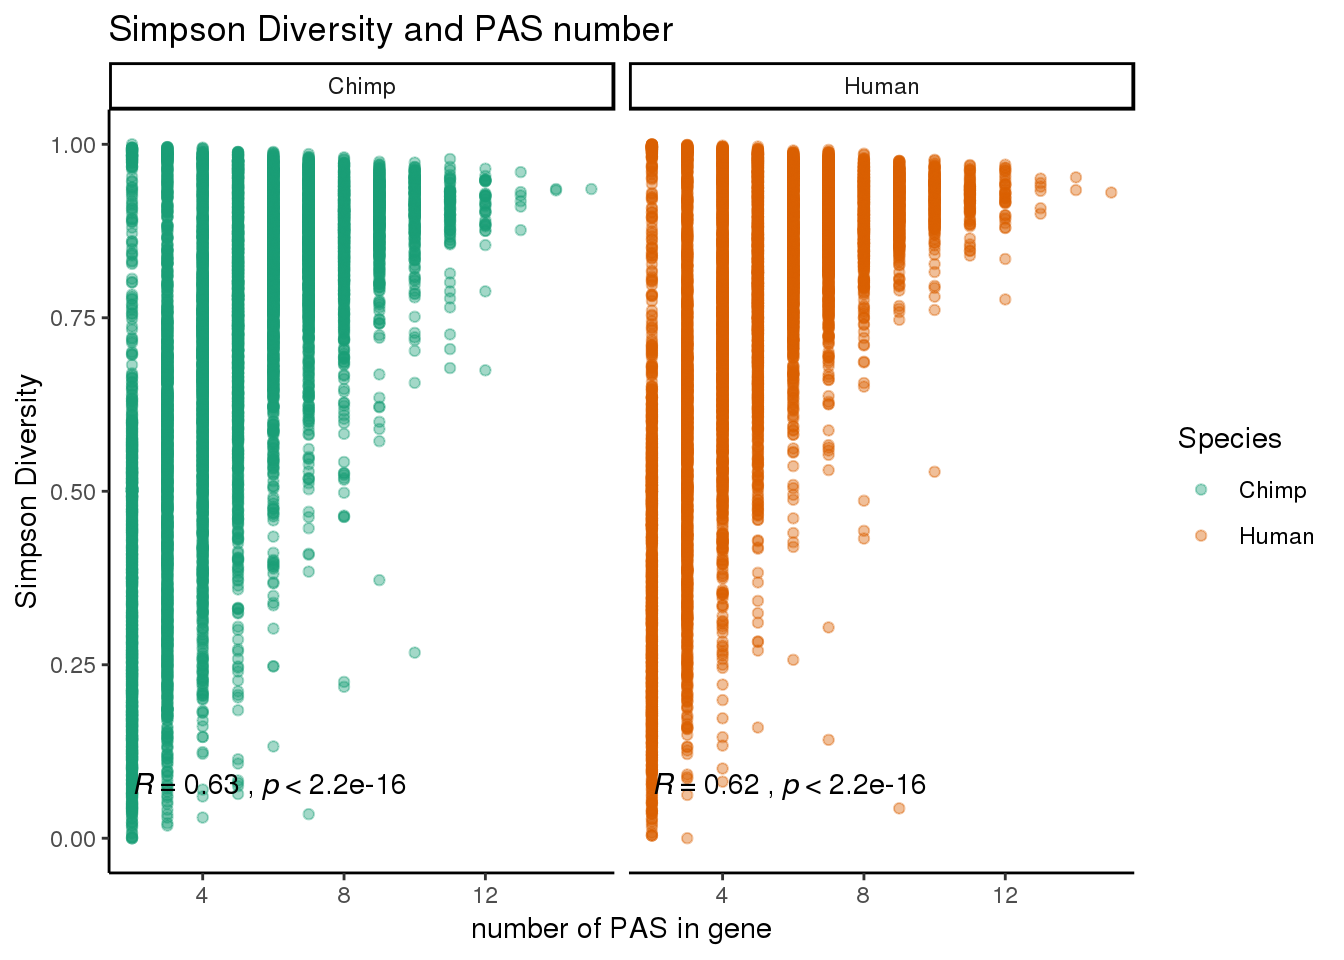 Simpson Diversity and PAS number
Chimp Human
1.00
0.75
0.50
0.25
0.00
Simpson Diversity
R = 0.63 , p < 2.2e-16
R = 0.62 , p < 2.2e-16
4 8 12 4 8 12
number of PAS in gene
Species
Chimp
Human